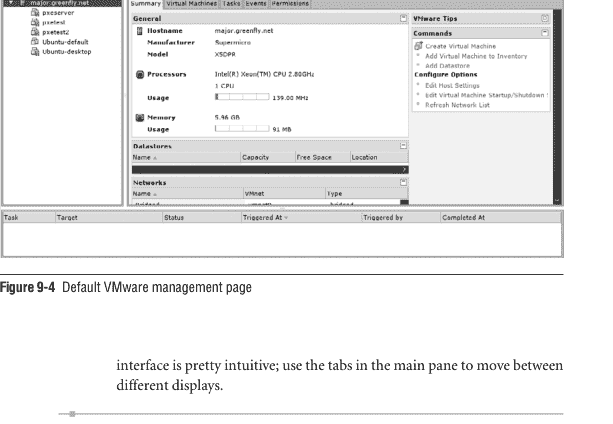 major.greenfly.net
pxeserver
pxetest
pxetest2
Ubuntu-default
Ubuntu-desktop
Summary Virtual Machines Tasks Events Permissions
General
Hostname major.greenfly.net
Manufacturer Supermicro
Model X5DPR
Processors Intel(R) Xeon(TM) CPU 2.80GHz
1 CPU
Usage 139.00 MHz
Memory 5.96 GB
Usage 91 MB
Datastores
Name Capacity Free Space Location
Networks
Name VMnet Type
VMware Tips
Commands
Create Virtual Machine
Add Virtual Machine to Inventory
Add Datastore
Configure Options
Edit Host Settings
Edit Virtual Machine Startup/Shutdown
Refresh Network List
Task Target Status Triggered At Triggered by Completed At
Figure 9-4 Default VMware management page
interface is pretty intuitive; use the tabs in the main pane to move between
different displays.